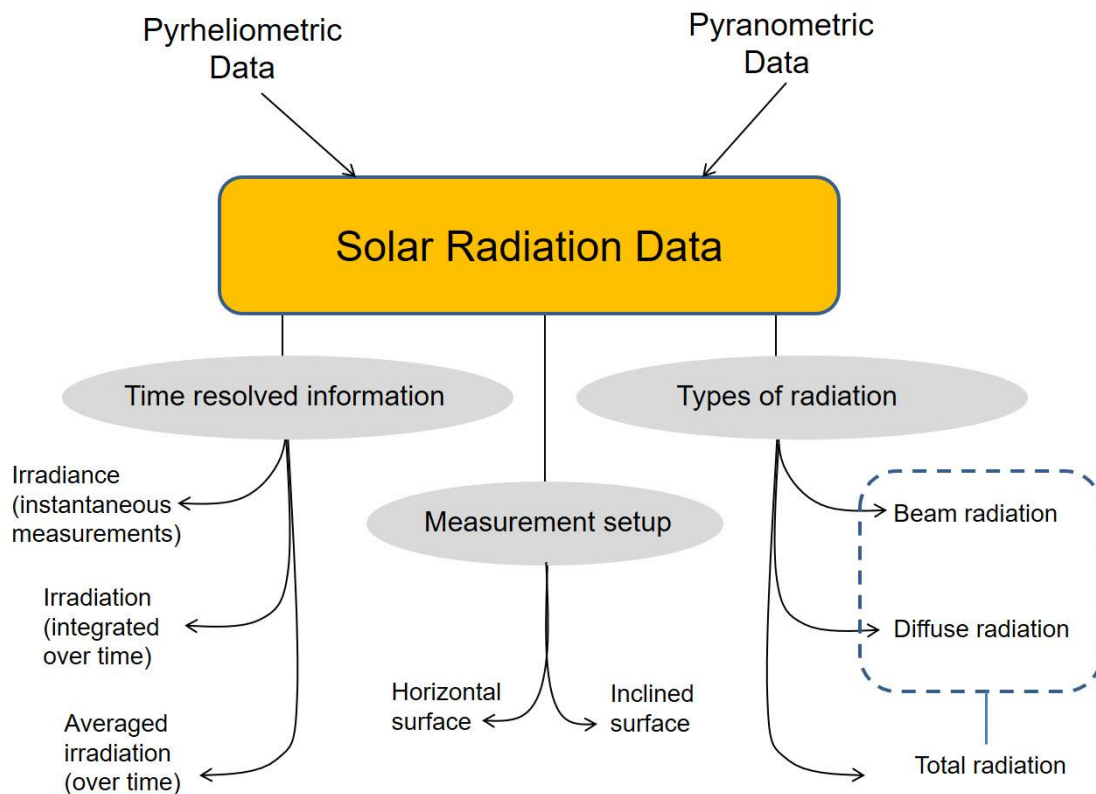 Pyrheliometric
Data
Pyranometric
Data
Solar Radiation Data
Time resolved information
Types of radiation
Measurement setup
Irradiance
(instantaneous
measurements)
Irradiation
(integrated
over time)
Averaged
irradiation
(over time)
Horizontal
surface
Inclined
surface
Beam radiation
Diffuse radiation
Total radiation